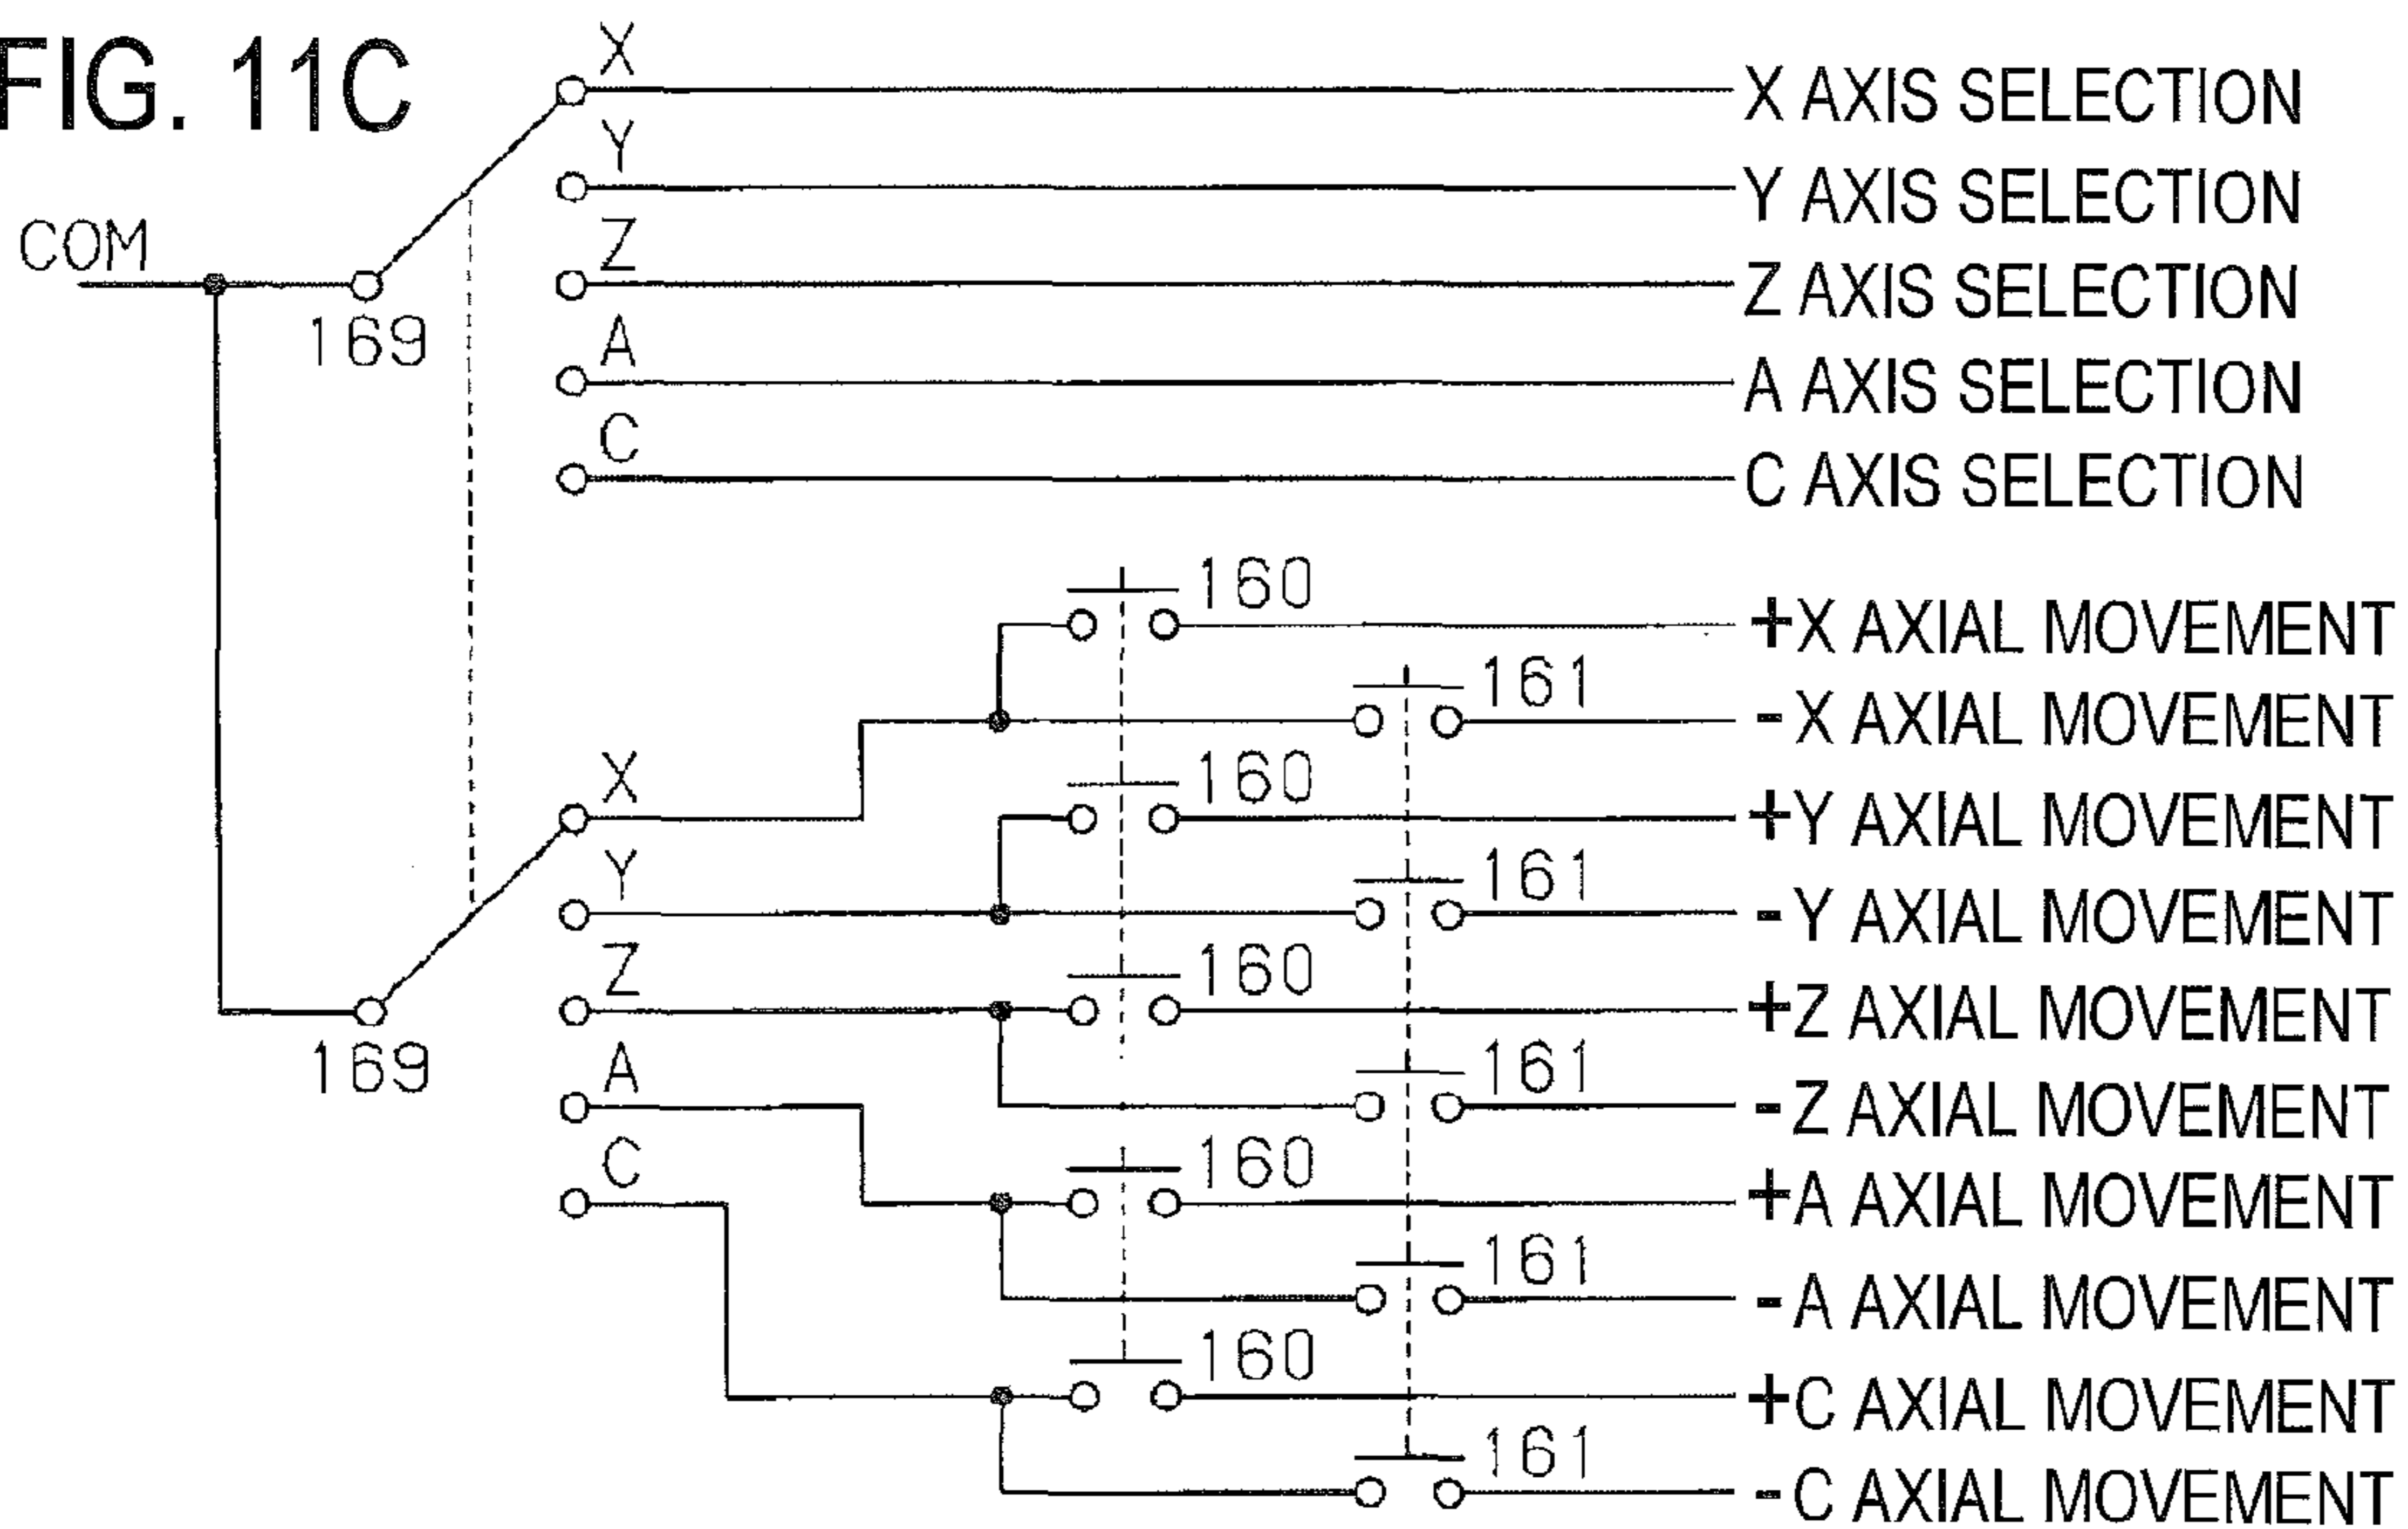 FIG. 11C
X
X AXIS SELECTION
Y
Y AXIS SELECTION
COM
Z
Z AXIS SELECTION
169
A
A AXIS SELECTION
C
C AXIS SELECTION
160
+X AXIAL MOVEMENT
161
-X AXIAL MOVEMENT
X
160
+Y AXIAL MOVEMENT
Y
161
-Y AXIAL MOVEMENT
Z
160
+Z AXIAL MOVEMENT
169
A
161
-Z AXIAL MOVEMENT
C
160
+A AXIAL MOVEMENT
161
-A AXIAL MOVEMENT
160
+C AXIAL MOVEMENT
161
-C AXIAL MOVEMENT